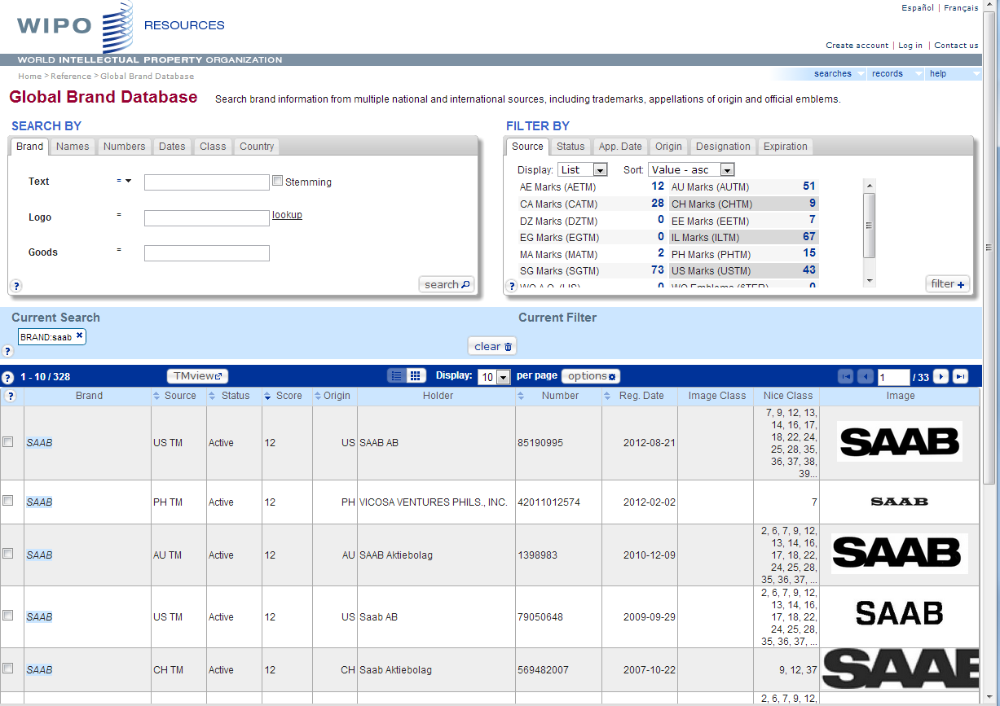 Español | Français
WIPO RESOURCES
Create account | Log in | Contact us
WORLD INTELLECTUAL PROPERTY ORGANIZATION
Home > Reference > Global Brand Database
searches records help
Global Brand Database Search brand information from multiple national and international sources, including trademarks, appellations of origin and official emblems.
SEARCH BY
Brand Names Numbers Dates Class Country
Text = Stemming
Logo = lookup
Goods =
? search
FILTER BY
Source Status App. Date Origin Designation Expiration
Display: List Sort: Value - asc
AE Marks (AETM) 12 AU Marks (AUTM) 51
CA Marks (CATM) 28 CH Marks (CHTM) 9
DZ Marks (DZTM) 0 EE Marks (EETM) 7
EG Marks (EGTM) 0 IL Marks (ILTM) 67
MA Marks (MATM) 2 PH Marks (PHTM) 15
SG Marks (SGTM) 73 US Marks (USTM) 43
? WO A.O. (LIS) 0 WO Emblems (6TER) 0
filter +
Current Search Current Filter
BRAND:saab x
? clear
? 1 - 10 / 328 TMview Display: 10 per page options 1 / 33
? Brand Source Status Score Origin Holder Number Reg. Date Image Class Nice Class Image
SAAB US TM Active 12 US SAAB AB 85190995 2012-08-21
7, 9, 12, 13,
14, 16, 17,
18, 22, 24,
25, 28, 35,
36, 37, 38,
39...
SAAB
SAAB PH TM Active 12 PH VICOSA VENTURES PHILS., INC. 42011012574 2012-02-02 7 SAAB
SAAB AU TM Active 12 AU SAAB Aktiebolag 1398983 2010-12-09
2, 6, 7, 9, 12,
13, 14, 16,
17, 18, 22,
24, 25, 28,
35, 36, 37, ...
SAAB
SAAB US TM Active 12 US Saab AB 79050648 2009-09-29
2, 6, 7, 9, 12,
13, 14, 16,
17, 18, 22,
24, 25, 28,
35, 36, 37, ...
SAAB
SAAB CH TM Active 12 CH Saab Aktiebolag 569482007 2007-10-22 9, 12, 37 SAAB
2, 6, 7, 9, 12,